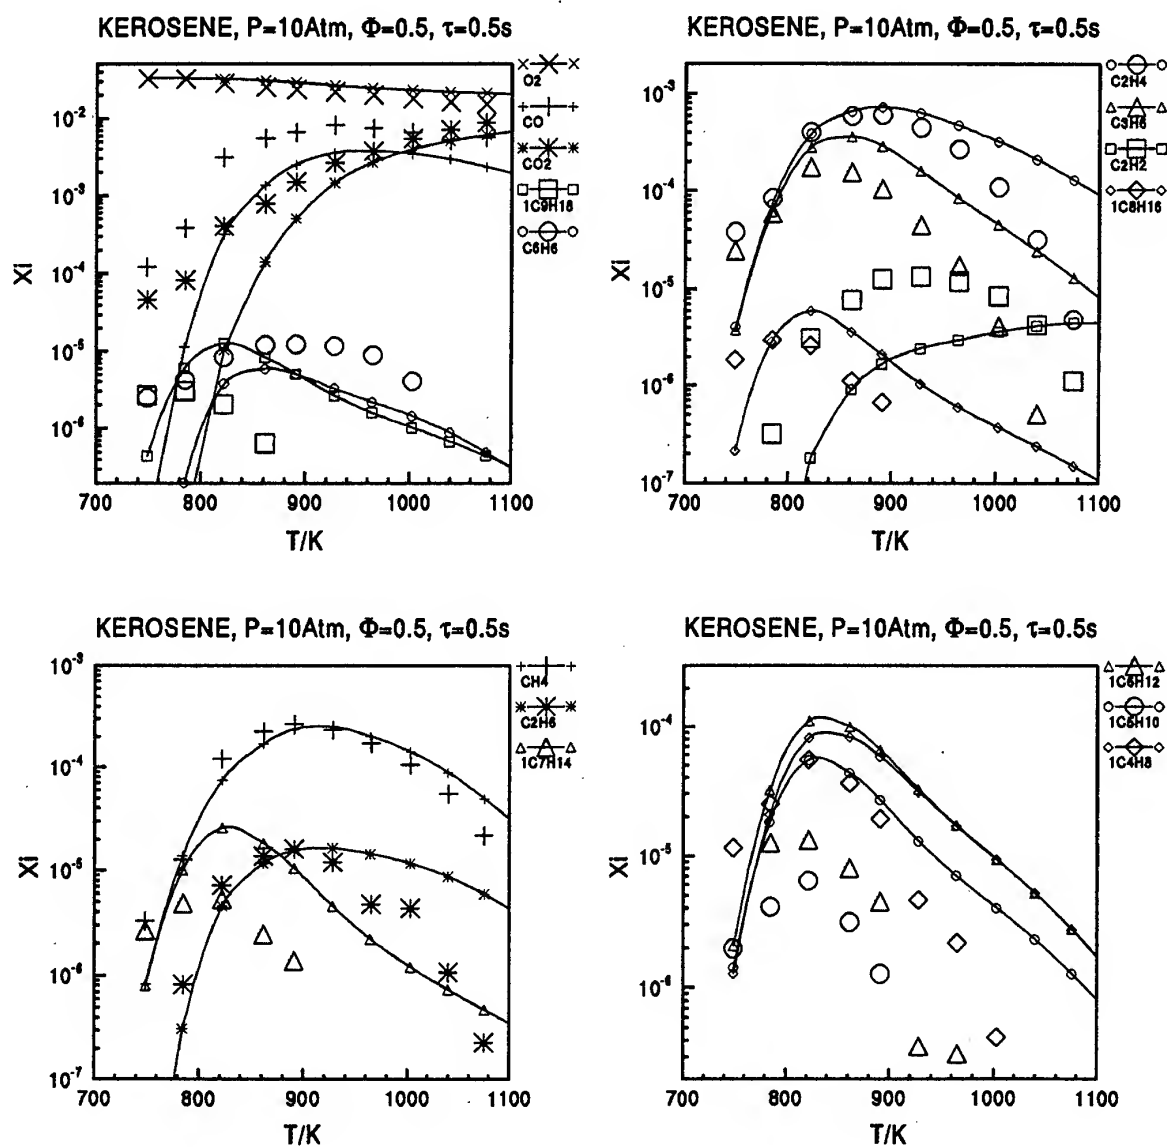 KEROSENE, P=10Atm, Φ=0.5, τ=0.5s
10⁻²
10⁻³
10⁻⁴
10⁻⁵
10⁻⁶
Xi
700 800 900 1000 1100
T/K
O2
CO
CO2
1C9H18
C6H6
KEROSENE, P=10Atm, Φ=0.5, τ=0.5s
10⁻³
10⁻⁴
10⁻⁵
10⁻⁶
10⁻⁷
Xi
700 800 900 1000 1100
T/K
C2H4
C3H6
C2H2
1C8H16
KEROSENE, P=10Atm, Φ=0.5, τ=0.5s
10⁻³
10⁻⁴
10⁻⁵
10⁻⁶
10⁻⁷
Xi
700 800 900 1000 1100
T/K
CH4
C2H6
1C7H14
KEROSENE, P=10Atm, Φ=0.5, τ=0.5s
10⁻⁴
10⁻⁵
10⁻⁶
Xi
700 800 900 1000 1100
T/K
1C6H12
1C5H10
1C4H8